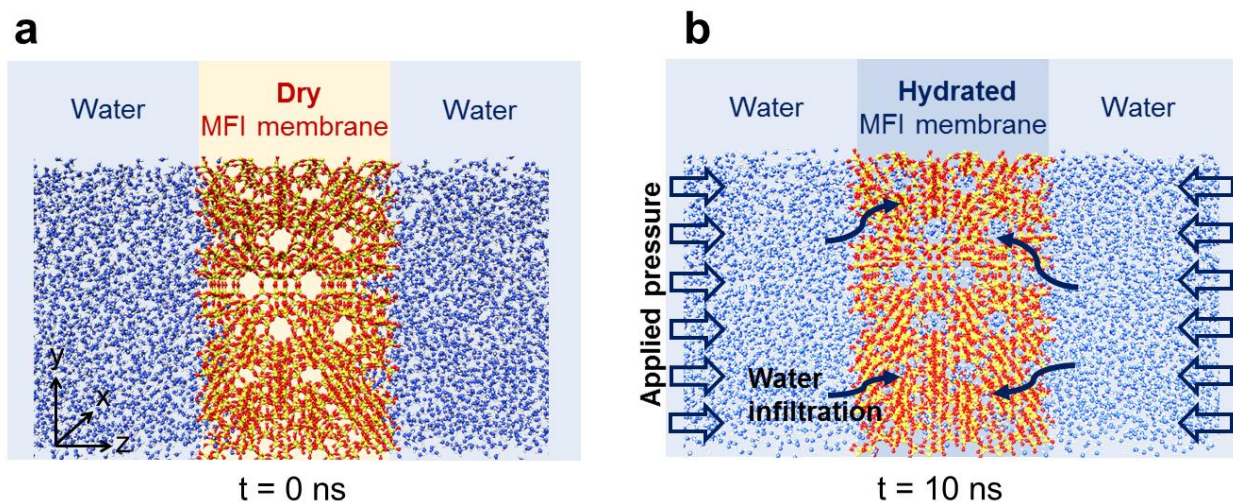 a
Water
Dry
MFI membrane
Water
y
x
z
t = 0 ns
b
Water
Hydrated
MFI membrane
Water
Applied pressure
Water
infiltration
t = 10 ns